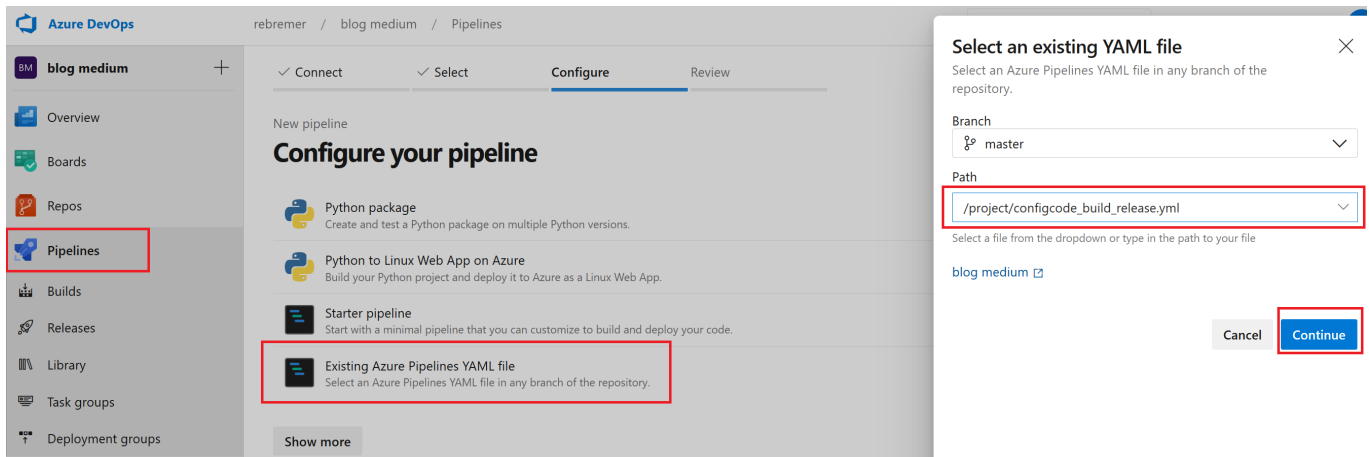 Azure DevOps
rebremer / blog medium / Pipelines
BM blog medium
Overview
Boards
Repos
Pipelines
Builds
Releases
Library
Task groups
Deployment groups
Connect
Select
Configure
Review
New pipeline
Configure your pipeline
Python package
Create and test a Python package on multiple Python versions.
Python to Linux Web App on Azure
Build your Python project and deploy it to Azure as a Linux Web App.
Starter pipeline
Start with a minimal pipeline that you can customize to build and deploy your code.
Existing Azure Pipelines YAML file
Select an Azure Pipelines YAML file in any branch of the repository.
Show more
Select an existing YAML file
Select an Azure Pipelines YAML file in any branch of the
repository.
Branch
master
Path
/project/configcode_build_release.yml
Select a file from the dropdown or type in the path to your file
blog medium
Cancel
Continue